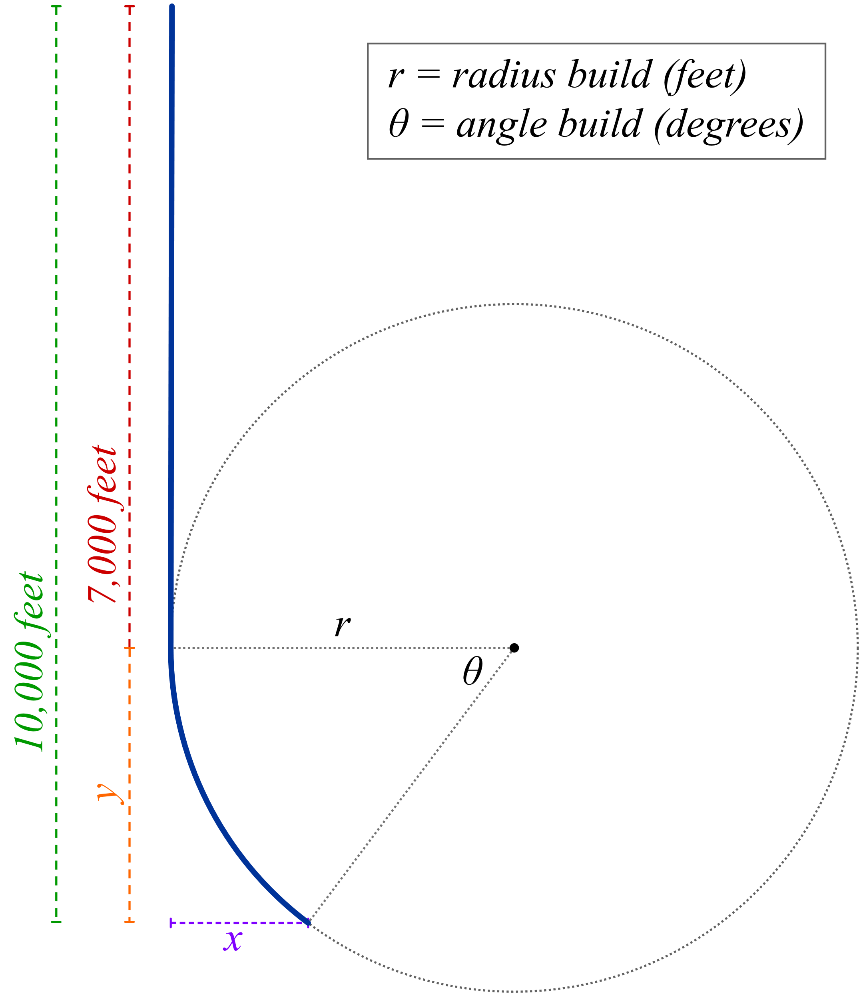 r = radius build (feet)
θ = angle build (degrees)
10,000 feet
7,000 feet
r
θ
y
x